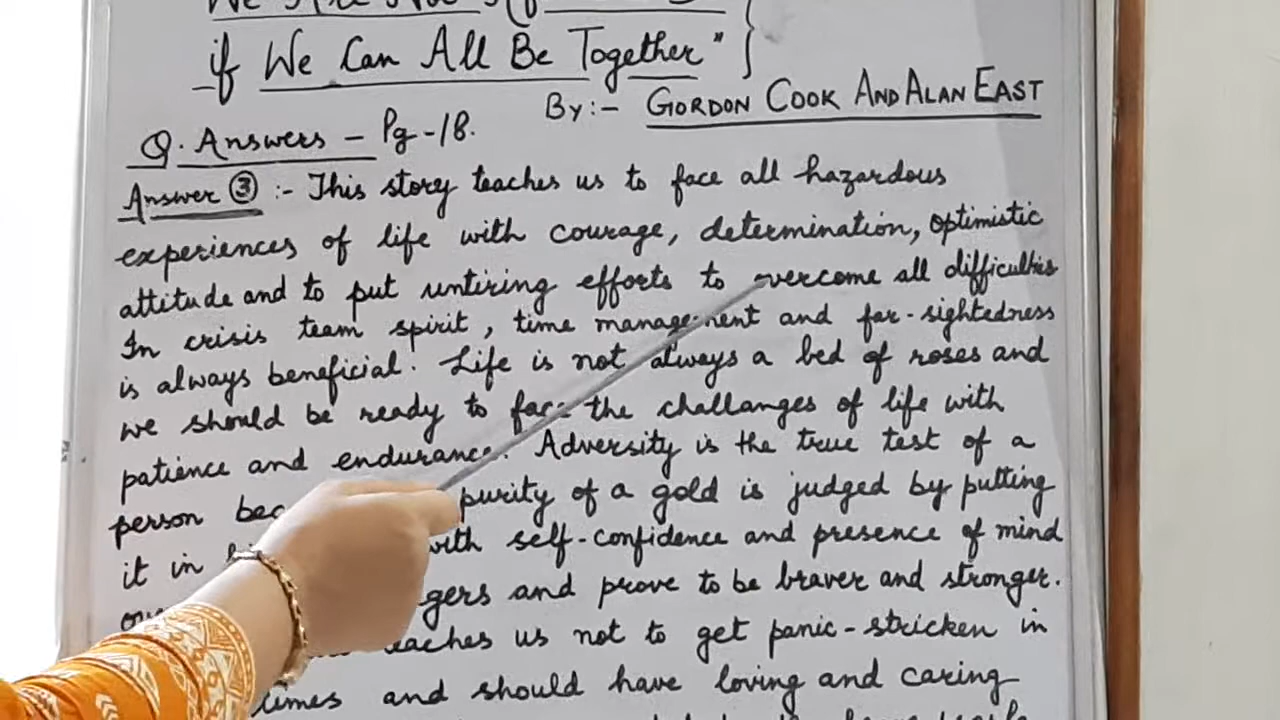 if We Can All Be Together"
By:- GORDON COOK AND ALAN EAST
Q. Answers - Pg-18.
Answer ③ :- This story teaches us to face all hazardous
experiences of life with courage, determination, optimistic
attitude and to put untiring efforts to overcome all difficulties
In crisis team spirit, time management and far-sightedness
is always beneficial. Life is not always a bed of roses and
we should be ready to face the challanges of life with
patience and endurance. Adversity is the true test of a
person purity of a gold is judged by putting
it in with self-confidence and presence of mind
and prove to be braver and stronger.
teaches us not to get panic-stricken in
times and should have loving and caring